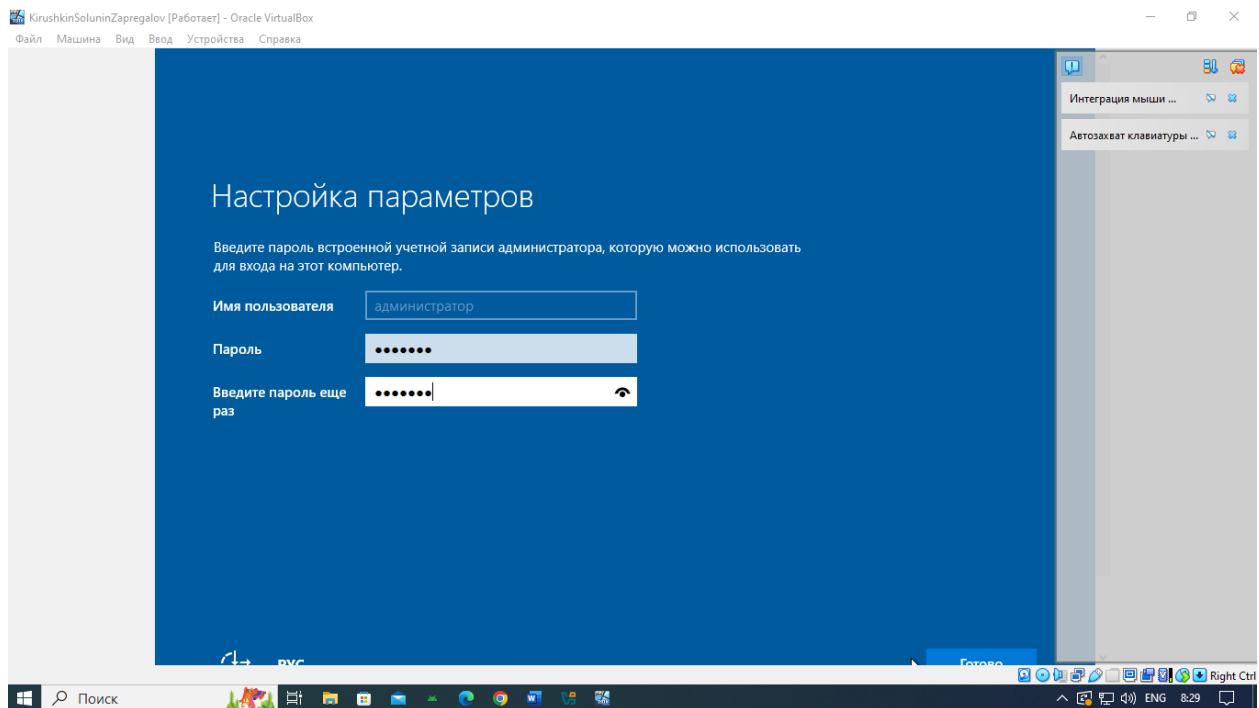 KirushkinSoluninZapregalov [Работает] - Oracle VirtualBox
Файл Машина Вид Ввод Устройства Справка
Интеграция мыши ...
Автозахват клавиатуры ...
Настройка параметров
Введите пароль встроенной учетной записи администратора, которую можно использовать
для входа на этот компьютер.
Имя пользователя
администратор
Пароль
•••••••
Введите пароль еще
раз
•••••••
РУС
Готово
Right Ctrl
Поиск
ENG 8:29